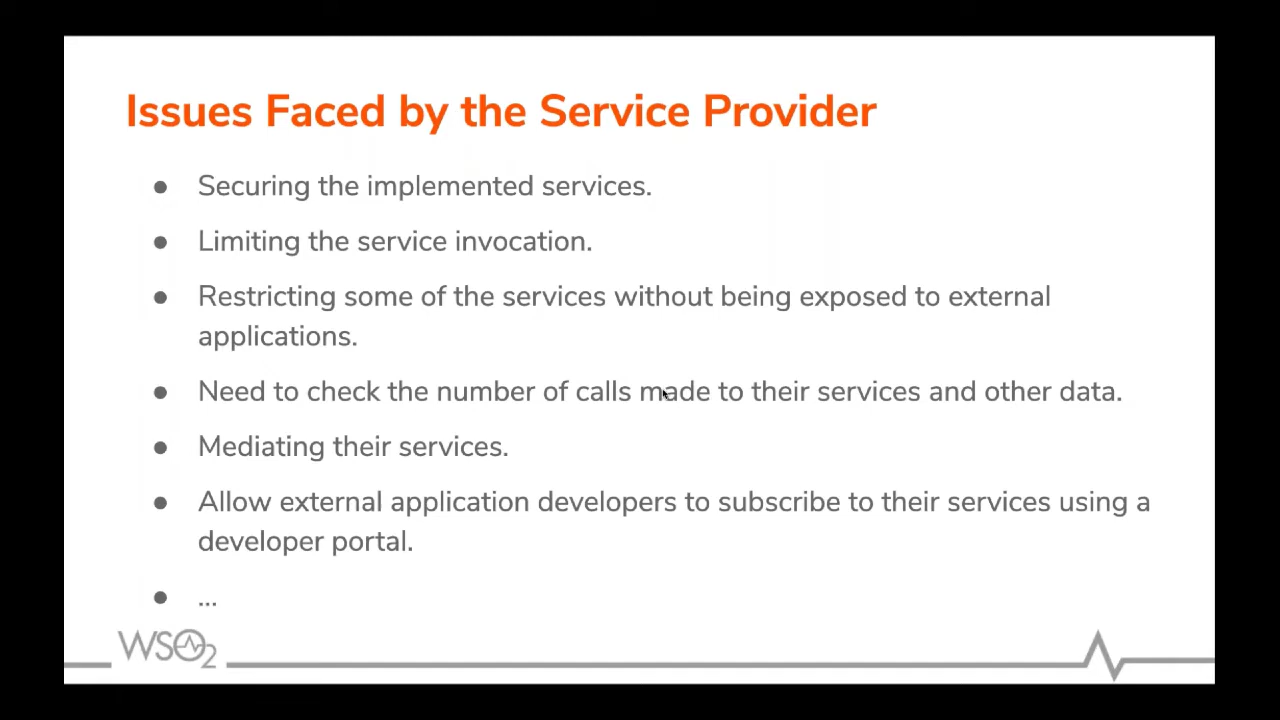 Issues Faced by the Service Provider
● Securing the implemented services.
● Limiting the service invocation.
● Restricting some of the services without being exposed to external
applications.
● Need to check the number of calls made to their services and other data.
● Mediating their services.
● Allow external application developers to subscribe to their services using a
developer portal.
● ...
WSO2